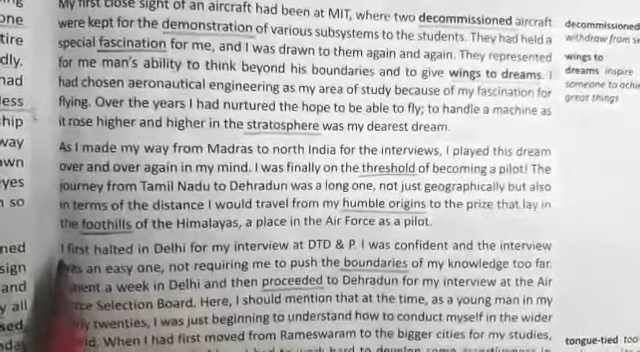 My first close sight of an aircraft had been at MIT, where two decommissioned aircraft
were kept for the demonstration of various subsystems to the students. They had held a
special fascination for me, and I was drawn to them again and again. They represented
for me man's ability to think beyond his boundaries and to give wings to dreams. I
had chosen aeronautical engineering as my area of study because of my fascination for
flying. Over the years I had nurtured the hope to be able to fly; to handle a machine as
it rose higher and higher in the stratosphere was my dearest dream.
As I made my way from Madras to north India for the interviews, I played this dream
over and over again in my mind. I was finally on the threshold of becoming a pilot! The
journey from Tamil Nadu to Dehradun was a long one, not just geographically but also
in terms of the distance I would travel from my humble origins to the prize that lay in
the foothills of the Himalayas, a place in the Air Force as a pilot.
I first halted in Delhi for my interview at DTD & P. I was confident and the interview
was an easy one, not requiring me to push the boundaries of my knowledge too far.
a week in Delhi and then proceeded to Dehradun for my interview at the Air
Selection Board. Here, I should mention that at the time, as a young man in my
twenties, I was just beginning to understand how to conduct myself in the wider
When I had first moved from Rameswaram to the bigger cities for my studies,
decommissioned
withdraw from
wings to
dreams inspire
someone to
great things
tongue-tied too
one
tire
dly.
had
less
ship
way
own
yes
so
ned
sign
and
all
sed